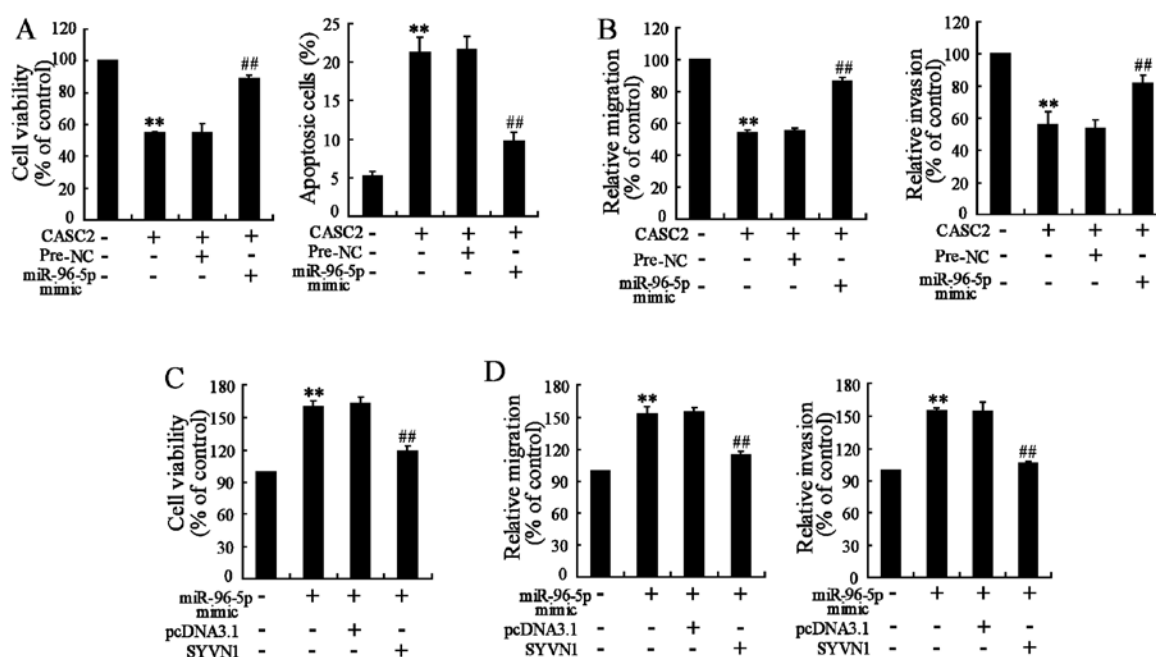 A
Cell viability
(% of control)
120
100
80
60
40
20
0
**
##
CASC2 - + + +
Pre-NC - - + -
miR-96-5p - - - +
mimic
Apoptosic cells (%)
25
20
15
10
5
0
**
##
CASC2 - + + +
Pre-NC - - + -
miR-96-5p - - - +
mimic
B
Relative migration
(% of control)
120
100
80
60
40
20
0
**
##
CASC2 - + + +
Pre-NC - - + -
miR-96-5p - - - +
mimic
Relative invasion
(% of control)
120
100
80
60
40
20
0
**
##
CASC2 - + + +
Pre-NC - - + -
miR-96-5p - - - +
mimic
C
Cell viability
(% of control)
180
150
100
90
60
30
0
**
##
miR-96-5p - + + +
mimic
pcDNA3.1 - - + -
SYVN1 - - - +
D
Relative migration
(% of control)
180
150
100
90
60
30
0
**
##
miR-96-5p - + + +
mimic
pcDNA3.1 - - + -
SYVN1 - - - +
Relative invasion
(% of control)
180
150
100
90
60
30
0
**
##
miR-96-5p - + + +
mimic
pcDNA3.1 - - + -
SYVN1 - - - +